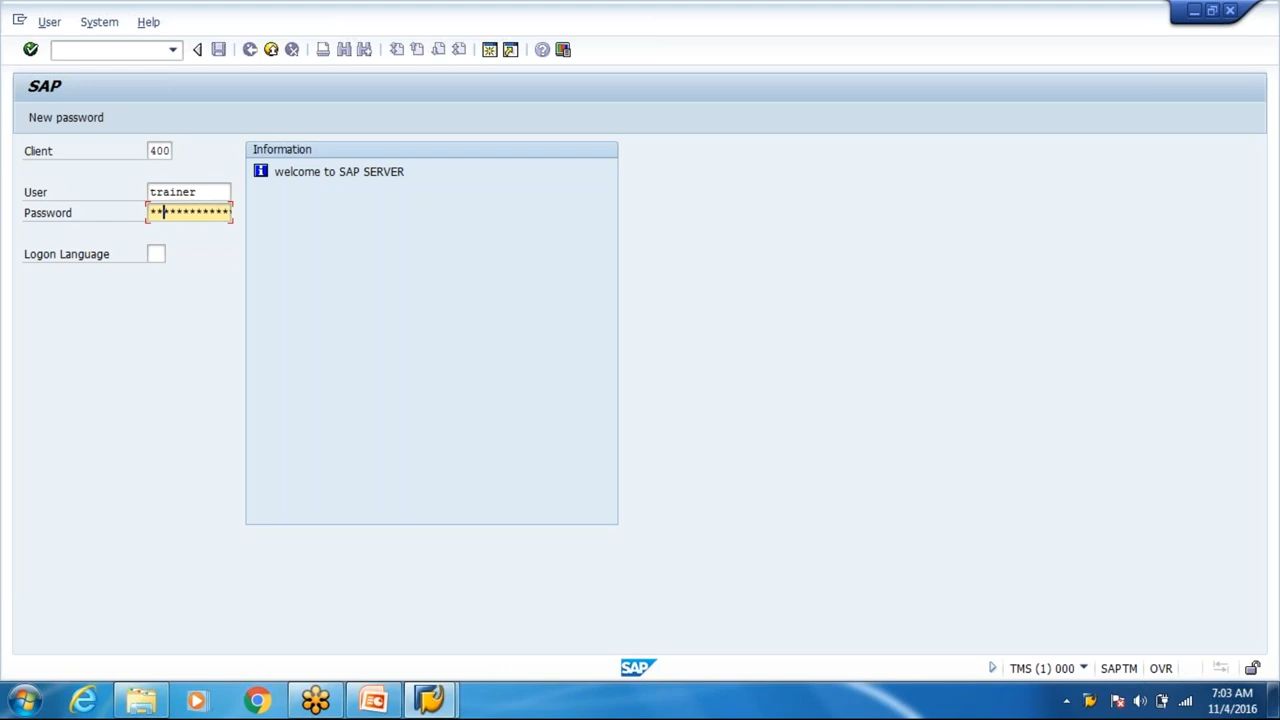 User System Help
SAP
New password
Client 400
Information
welcome to SAP SERVER
User trainer
Password ************
Logon Language
SAP
TMS (1) 000 SAPTM OVR
7:03 AM
11/4/2016